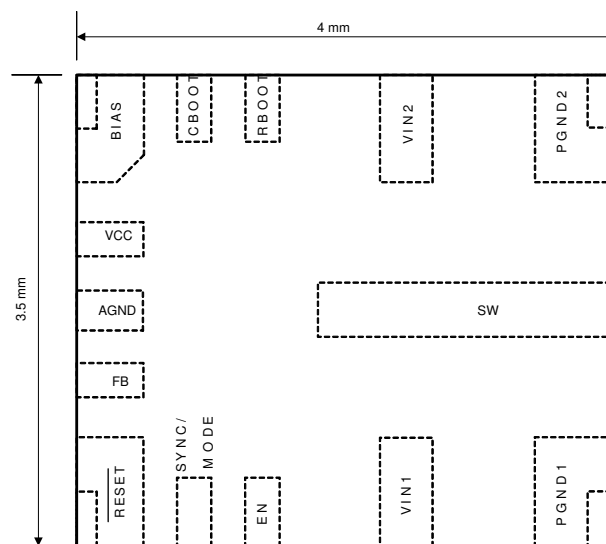 4 mm
3.5 mm
BIAS
CBOOT
RBOOT
VIN2
PGND2
VCC
AGND
SW
FB
RESET
SYNC/
MODE
EN
VIN1
PGND1